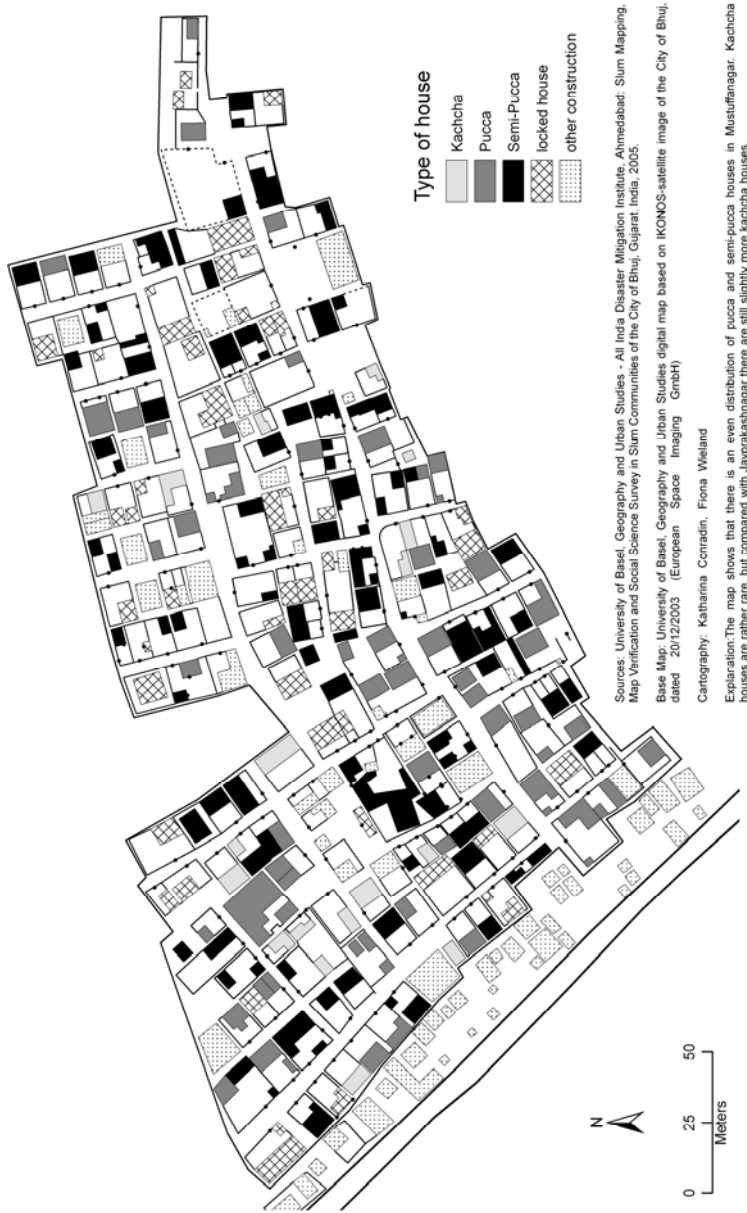 Type of house
Kachcha
Pucca
Semi-Pucca
locked house
other construction
N
0 25 50
Meters
Sources: University of Basel, Geography and Urban Studies - All India Disaster Mitigation Institute, Ahmedabad: Slum Mapping,
Map Verification and Social Science Survey in Slum Communities of the City of Bhuj, Gujarat, India, 2005.
Base Map: University of Basel, Geography and Urban Studies digital map based on IKONOS-satellite image of the City of Bhuj,
dated 20/12/2003 (European Space Imaging GmbH)
Cartography: Katharina Conradin, Fiona Wieland
Explanation:The map shows that there is an even distribution of pucca and semi-pucca houses in Mustuffanagar. Kachcha
houses are rather rare, but compared with Jayprakashnagar there are still slightly more kachcha houses.